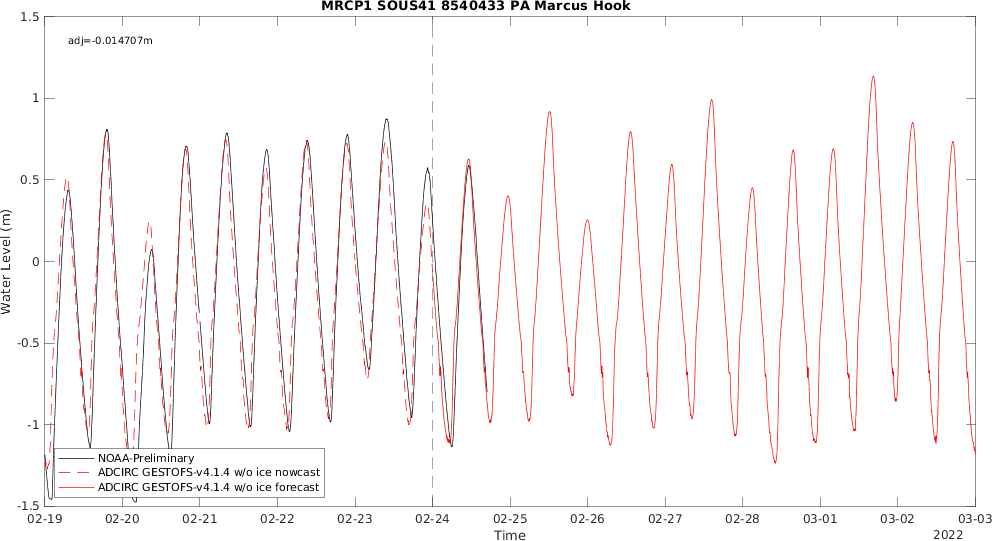 MRCP1 SOUS41 8540433 PA Marcus Hook
adj=-0.014707m
1.5
1
0.5
0
-0.5
-1
-1.5
Water Level (m)
NOAA-Preliminary
ADCIRC GESTOFS-v4.1.4 w/o ice nowcast
ADCIRC GESTOFS-v4.1.4 w/o ice forecast
02-19 02-20 02-21 02-22 02-23 02-24 02-25 02-26 02-27 02-28 03-01 03-02 03-03
Time
2022